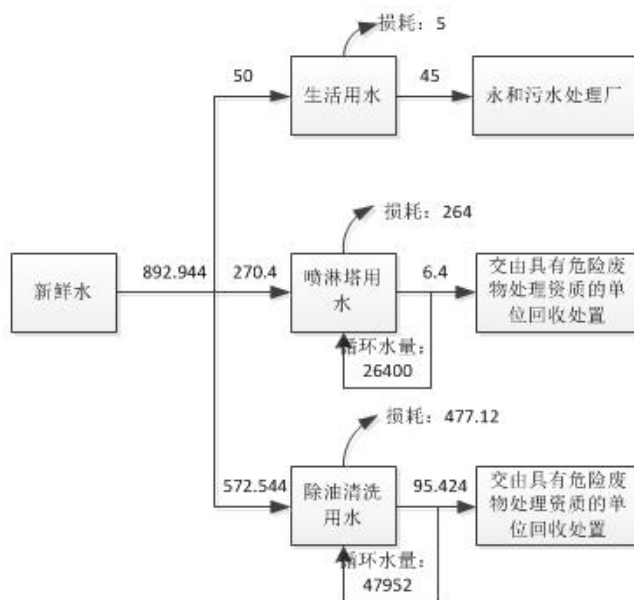 损耗：5
50
生活用水
45
永和污水处理厂
损耗：264
新鲜水
892.944
270.4
喷淋塔用
水
6.4
交由具有危险废
物处理资质的单
位回收处置
循环水量：
26400
损耗：477.12
572.544
除油清洗
用水
95.424
交由具有危险废
物处理资质的单
位回收处置
循环水量：
47952